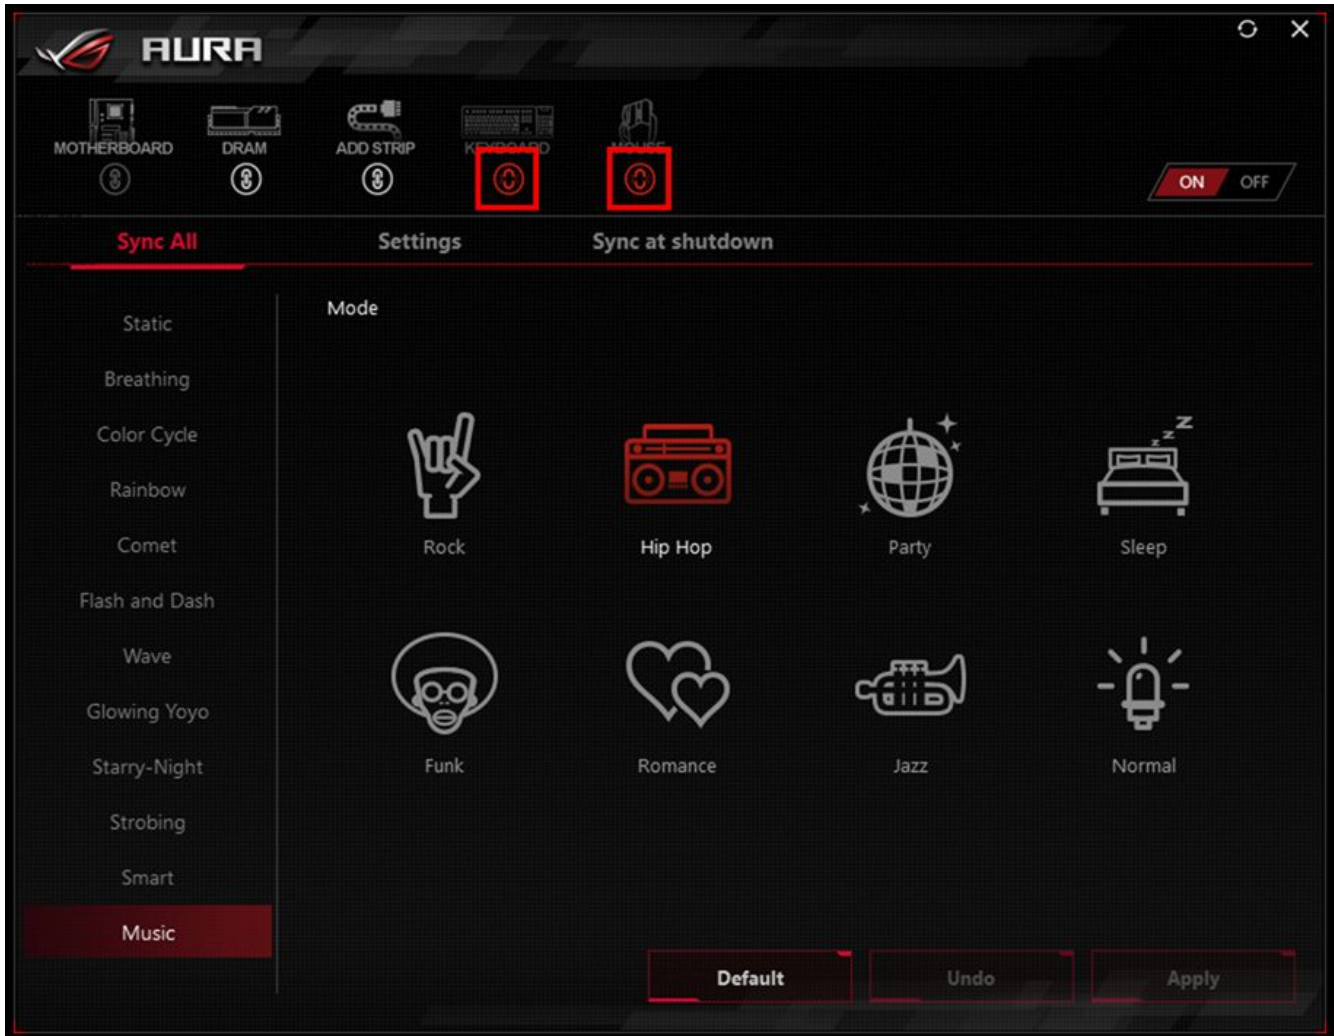 AURA
MOTHERBOARD DRAM ADD STRIP KEYBOARD MOUSE
ON OFF
Sync All Settings Sync at shutdown
Mode
Static
Breathing
Color Cycle
Rainbow
Comet
Flash and Dash
Wave
Glowing Yoyo
Starry-Night
Strobing
Smart
Music
Rock Hip Hop Party Sleep
Funk Romance Jazz Normal
Default Undo Apply